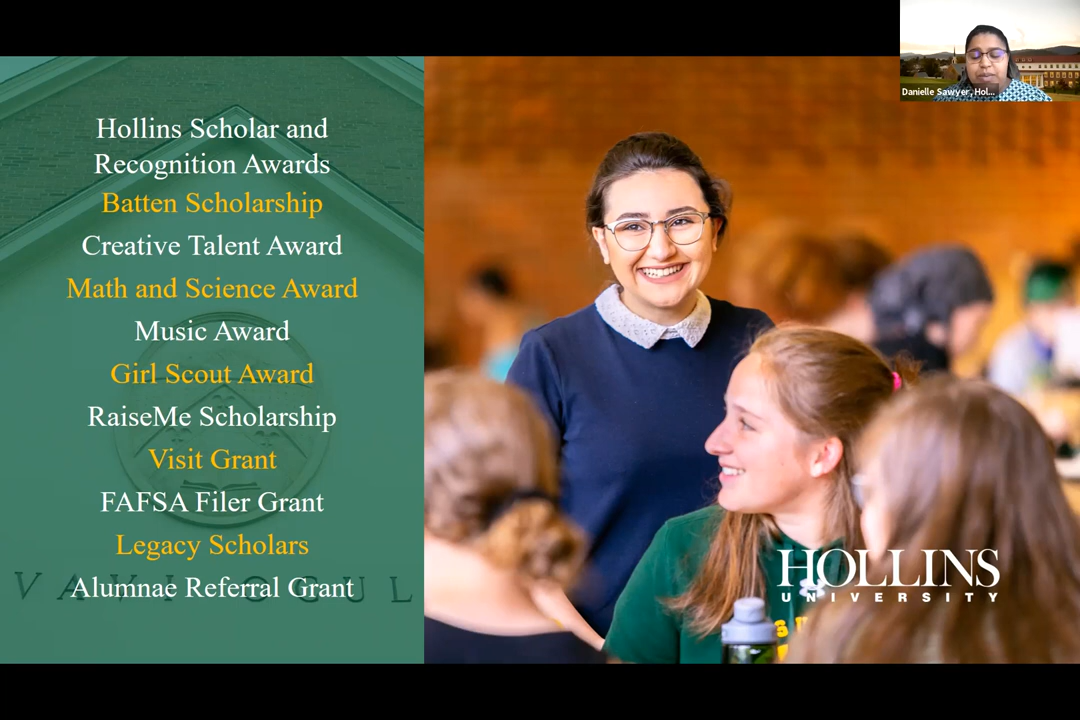 Danielle Sawyer, Hol...
Hollins Scholar and
Recognition Awards
Batten Scholarship
Creative Talent Award
Math and Science Award
Music Award
Girl Scout Award
RaiseMe Scholarship
Visit Grant
FAFSA Filer Grant
Legacy Scholars
Alumnae Referral Grant
HOLLINS
UNIVERSITY